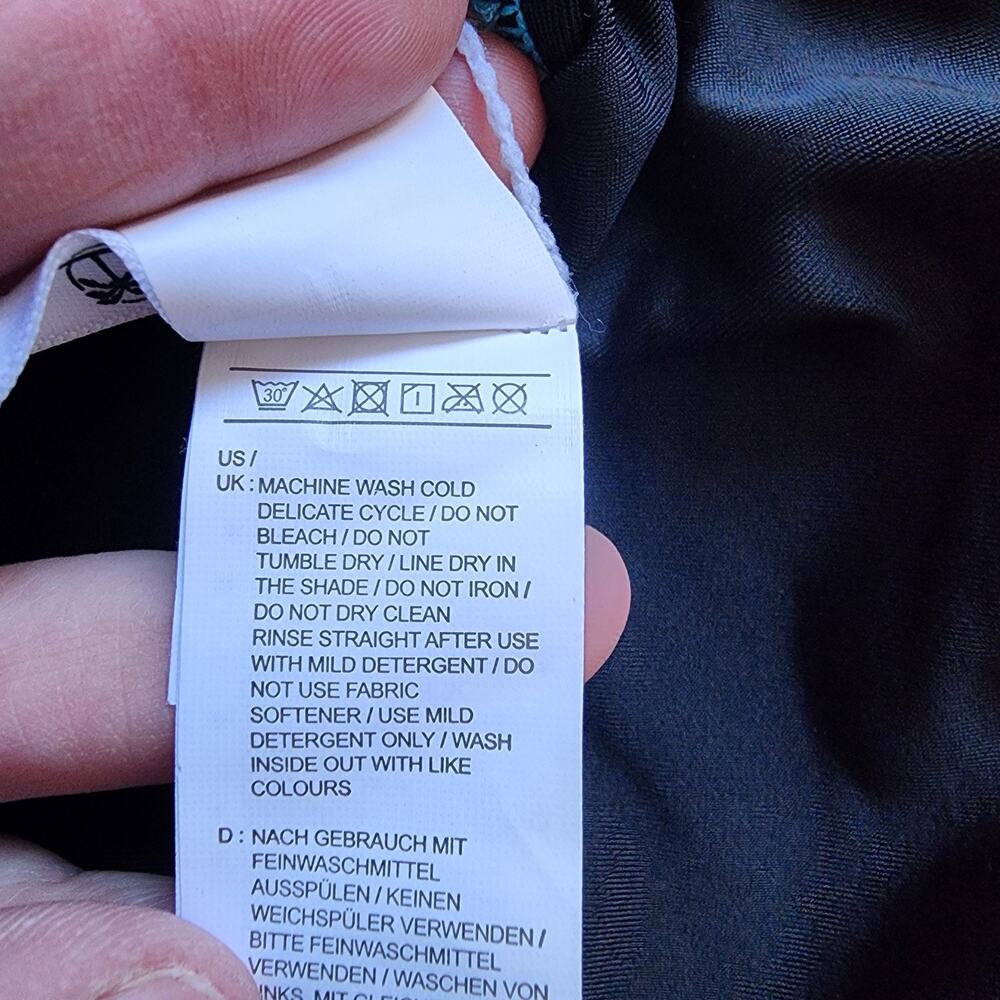 30°
US /
UK : MACHINE WASH COLD
DELICATE CYCLE / DO NOT
BLEACH / DO NOT
TUMBLE DRY / LINE DRY IN
THE SHADE / DO NOT IRON /
DO NOT DRY CLEAN
RINSE STRAIGHT AFTER USE
WITH MILD DETERGENT / DO
NOT USE FABRIC
SOFTENER / USE MILD
DETERGENT ONLY / WASH
INSIDE OUT WITH LIKE
COLOURS
D : NACH GEBRAUCH MIT
FEINWASCHMITTEL
AUSSPÜLEN / KEINEN
WEICHSPÜLER VERWENDEN /
BITTE FEINWASCHMITTEL
VERWENDEN / WASCHEN VON
MIT